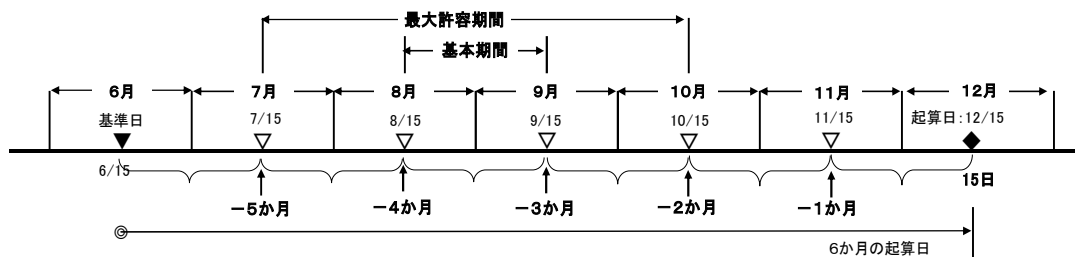 最大許容期間
基本期間
6月 7月 8月 9月 10月 11月 12月
基準日 7/15 8/15 9/15 10/15 11/15 起算日:12/15
6/15 15日
－5か月 －4か月 －3か月 －2か月 －1か月
6か月の起算日